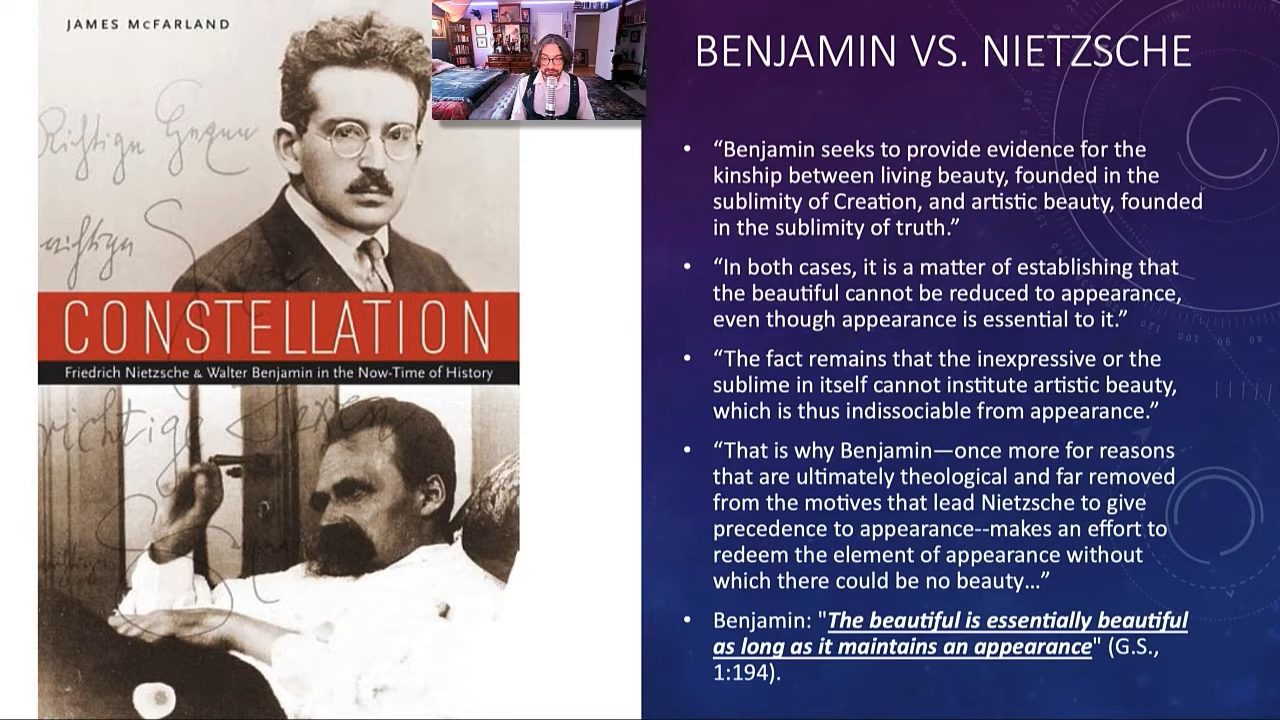 JAMES McFARLAND
Richtige
richtige
CONSTELLATION
Friedrich Nietzsche & Walter Benjamin in the Now-Time of History
richtige
BENJAMIN VS. NIETZSCHE
• “Benjamin seeks to provide evidence for the
kinship between living beauty, founded in the
sublimity of Creation, and artistic beauty, founded
in the sublimity of truth.”
• “In both cases, it is a matter of establishing that
the beautiful cannot be reduced to appearance,
even though appearance is essential to it.”
• “The fact remains that the inexpressive or the
sublime in itself cannot institute artistic beauty,
which is thus indissociable from appearance.”
• “That is why Benjamin—once more for reasons
that are ultimately theological and far removed
from the motives that lead Nietzsche to give
precedence to appearance--makes an effort to
redeem the element of appearance without
which there could be no beauty…”
• Benjamin: "The beautiful is essentially beautiful
as long as it maintains an appearance" (G.S.,
1:194).